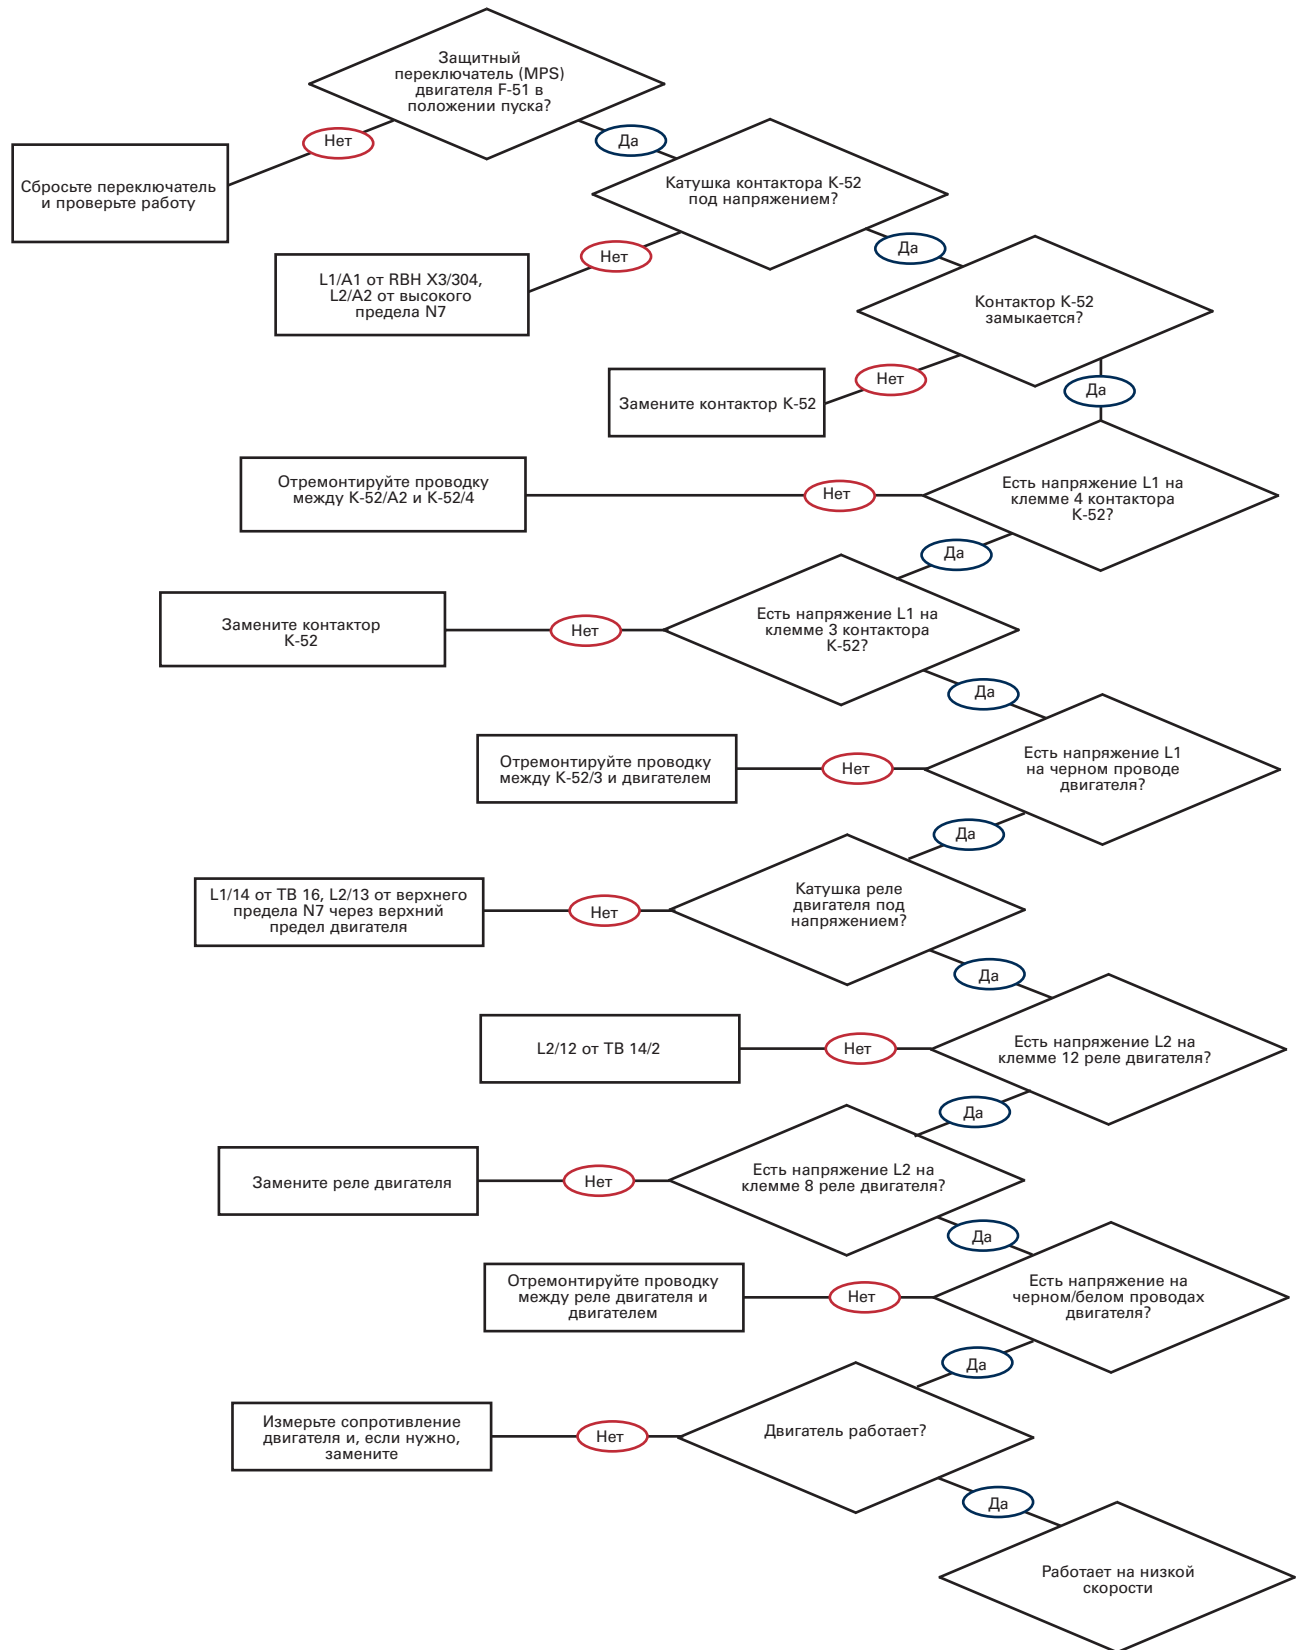 Защитный
переключатель (MPS)
двигателя F-51 в
положении пуска?
Нет
Да
Сбросьте переключатель
и проверьте работу
Катушка контактора К-52
под напряжением?
Нет
Да
L1/A1 от RBH X3/304,
L2/A2 от высокого
предела N7
Контактор К-52
замыкается?
Нет
Да
Замените контактор К-52
Есть напряжение L1 на
клемме 4 контактора
К-52?
Нет
Отремонтируйте проводку
между К-52/А2 и К-52/4
Да
Есть напряжение L1 на
клемме 3 контактора
К-52?
Нет
Замените контактор
К-52
Да
Есть напряжение L1
на черном проводе
двигателя?
Нет
Отремонтируйте проводку
между К-52/3 и двигателем
Да
Катушка реле
двигателя под
напряжением?
Нет
L1/14 от ТВ 16, L2/13 от верхнего
предела N7 через верхний
предел двигателя
Да
Есть напряжение L2 на
клемме 12 реле двигателя?
Нет
L2/12 от ТВ 14/2
Да
Есть напряжение L2 на
клемме 8 реле двигателя?
Нет
Замените реле двигателя
Да
Есть напряжение на
черном/белом проводах
двигателя?
Нет
Отремонтируйте проводку
между реле двигателя и
двигателем
Да
Двигатель работает?
Нет
Измерьте сопротивление
двигателя и, если нужно,
замените
Да
Работает на низкой
скорости